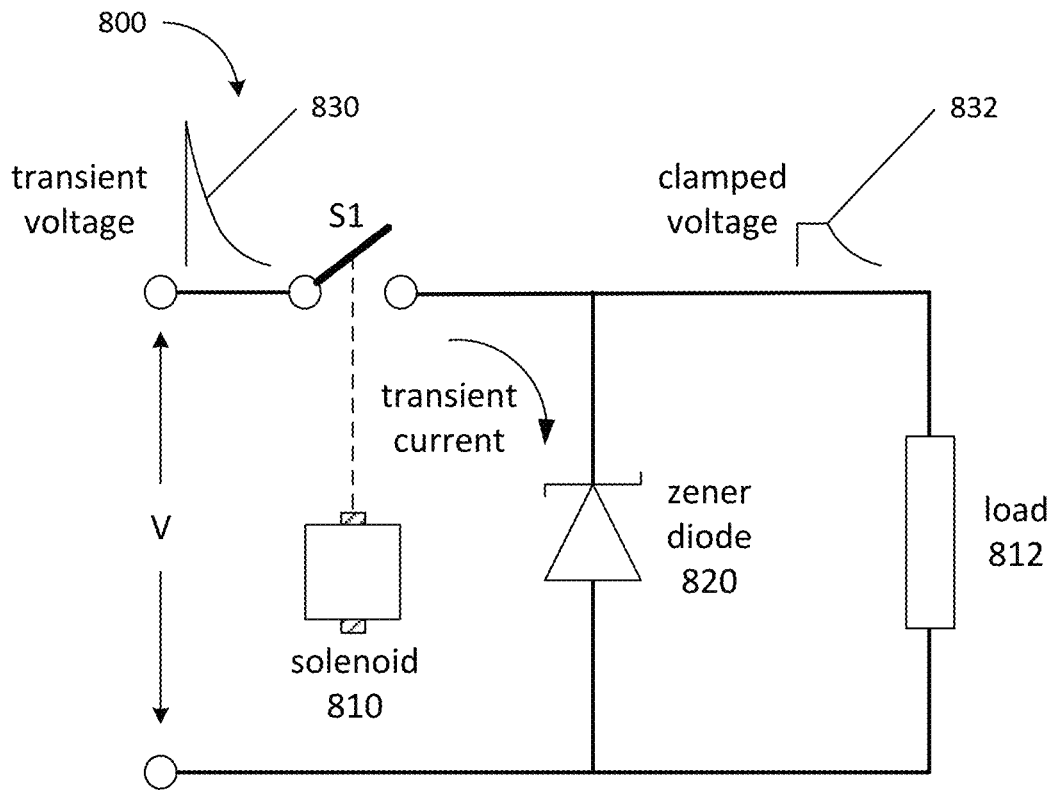 800
830
832
transient
voltage
clamped
voltage
S1
transient
current
V
zener
diode
820
load
812
solenoid
810